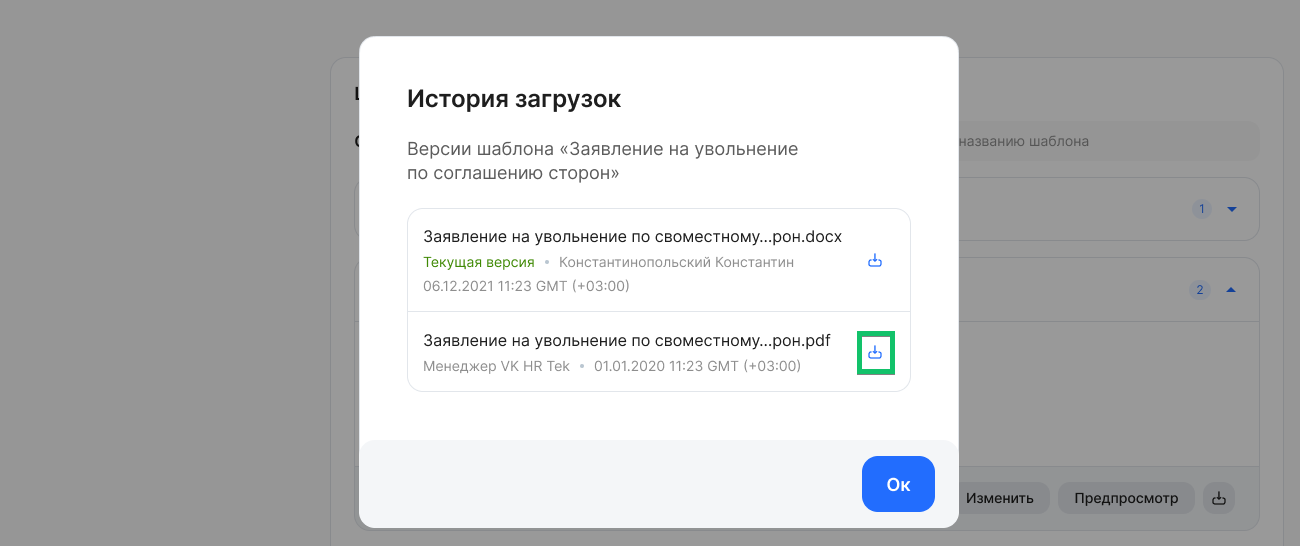 История загрузок
Версии шаблона «Заявление на увольнение
по соглашению сторон»
названию шаблона
Заявление на увольнение по своместному...рон.docx
Текущая версия • Константинопольский Константин
06.12.2021 11:23 GMT (+03:00)
1
Заявление на увольнение по своместному...рон.pdf
Менеджер VK HR Tek • 01.01.2020 11:23 GMT (+03:00)
2
Ок
Изменить
Предпросмотр